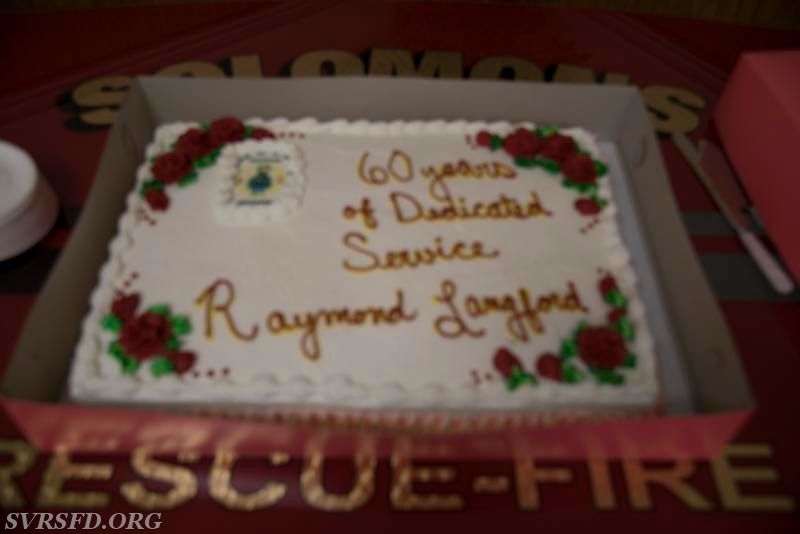 SOLOMONS
60 years
of Dedicated
Service
Raymond Langford
RESCUE-FIRE
SVRSFD.ORG